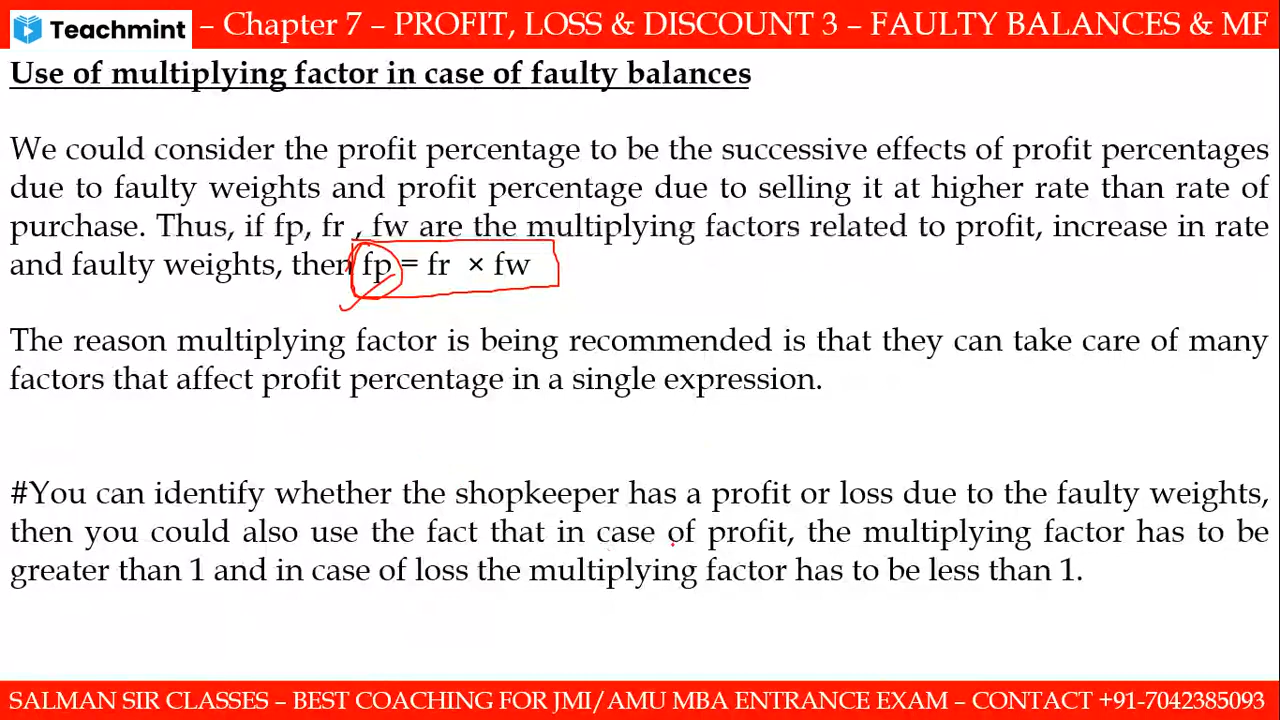 Teachmint – Chapter 7 – PROFIT, LOSS & DISCOUNT 3 – FAULTY BALANCES & MF
Use of multiplying factor in case of faulty balances
We could consider the profit percentage to be the successive effects of profit percentages
due to faulty weights and profit percentage due to selling it at higher rate than rate of
purchase. Thus, if fp, fr , fw are the multiplying factors related to profit, increase in rate
and faulty weights, then fp = fr × fw
The reason multiplying factor is being recommended is that they can take care of many
factors that affect profit percentage in a single expression.
#You can identify whether the shopkeeper has a profit or loss due to the faulty weights,
then you could also use the fact that in case of profit, the multiplying factor has to be
greater than 1 and in case of loss the multiplying factor has to be less than 1.
SALMAN SIR CLASSES – BEST COACHING FOR JMI/AMU MBA ENTRANCE EXAM – CONTACT +91-7042385093